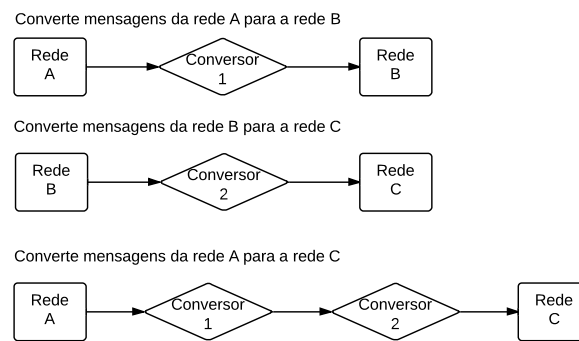 Converte mensagens da rede A para a rede B
Rede
A
Conversor
1
Rede
B
Converte mensagens da rede B para a rede C
Rede
B
Conversor
2
Rede
C
Converte mensagens da rede A para a rede C
Rede
A
Conversor
1
Conversor
2
Rede
C